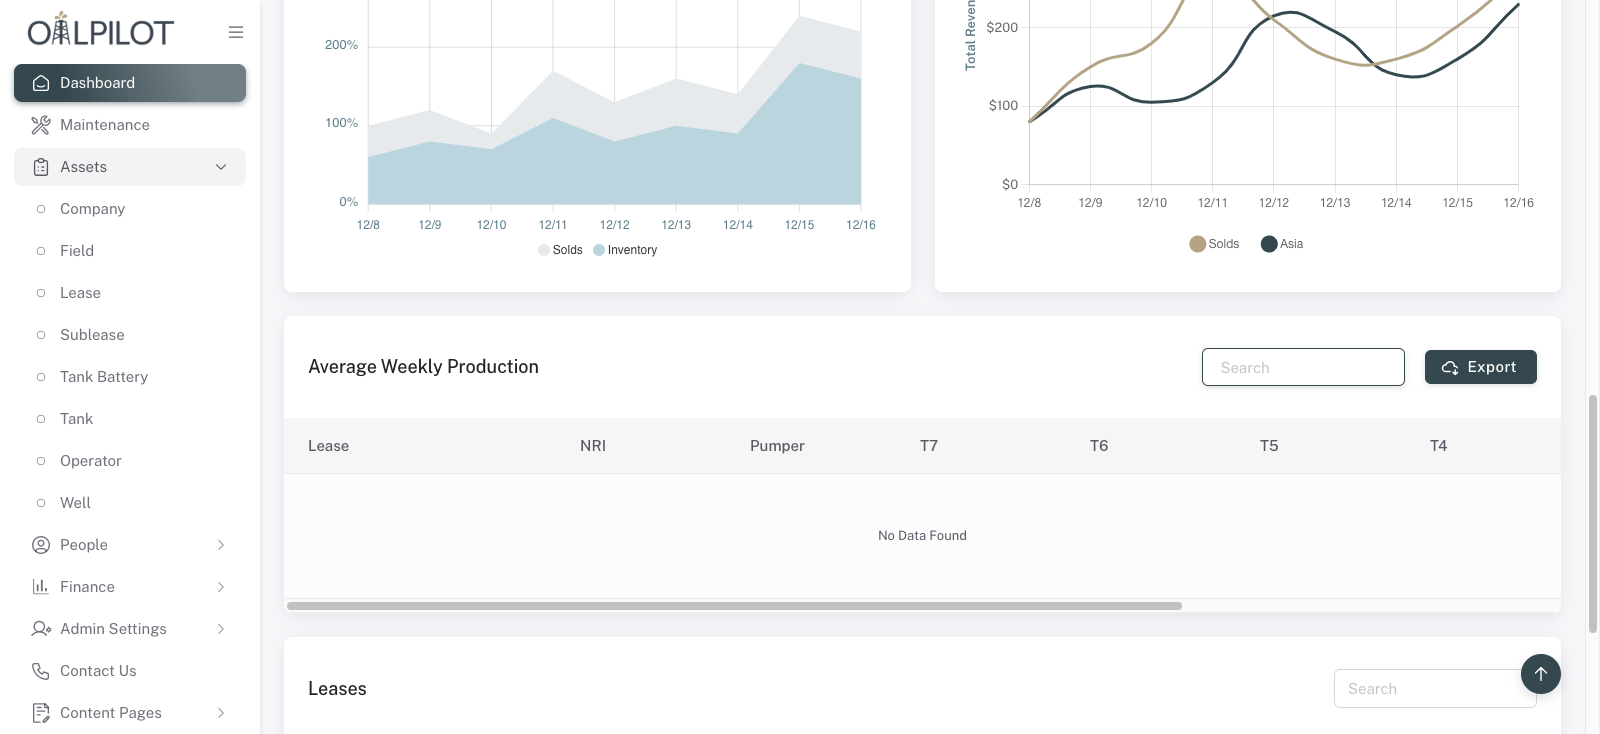 OILPILOT
Dashboard
Maintenance
Assets
Company
Field
Lease
Sublease
Tank Battery
Tank
Operator
Well
People
Finance
Admin Settings
Contact Us
Content Pages
200%
100%
0%
12/8 12/9 12/10 12/11 12/12 12/13 12/14 12/15 12/16
Solds Inventory
$200
$100
$0
12/8 12/9 12/10 12/11 12/12 12/13 12/14 12/15 12/16
Solds Asia
Average Weekly Production
Search
Export
Lease NRI Pumper T7 T6 T5 T4
No Data Found
Leases
Search